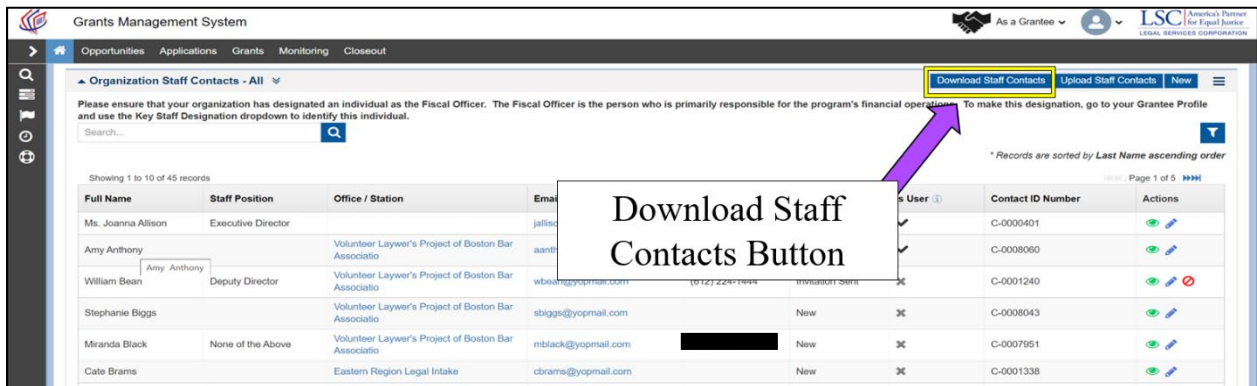 Grants Management System
As a Grantee
LSC America's Partner for Equal Justice
LEGAL SERVICES CORPORATION
Opportunities Applications Grants Monitoring Closeout
Organization Staff Contacts - All
Download Staff Contacts Upload Staff Contacts New
Please ensure that your organization has designated an individual as the Fiscal Officer. The Fiscal Officer is the person who is primarily responsible for the program's financial operations. To make this designation, go to your Grantee Profile
and use the Key Staff Designation dropdown to identify this individual.
Search...
* Records are sorted by Last Name ascending order
Showing 1 to 10 of 45 records
Page 1 of 5
Full Name Staff Position Office / Station User Contact ID Number Actions
Download Staff
Contacts Button
Ms. Joanna Allison Executive Director C-0000401
Amy Anthony Volunteer Laywer's Project of Boston Bar
Associatio C-0008060
Amy Anthony
William Bean Deputy Director Volunteer Laywer's Project of Boston Bar
Associatio wbean@yopmail.com (612) 224-1444 Invitation Sent C-0001240
Stephanie Biggs Volunteer Laywer's Project of Boston Bar
Associatio sbiggs@yopmail.com New C-0008043
Miranda Black None of the Above Volunteer Laywer's Project of Boston Bar
Associatio mblack@yopmail.com New C-0007951
Cate Brams Eastern Region Legal Intake cbrams@yopmail.com New C-0001338